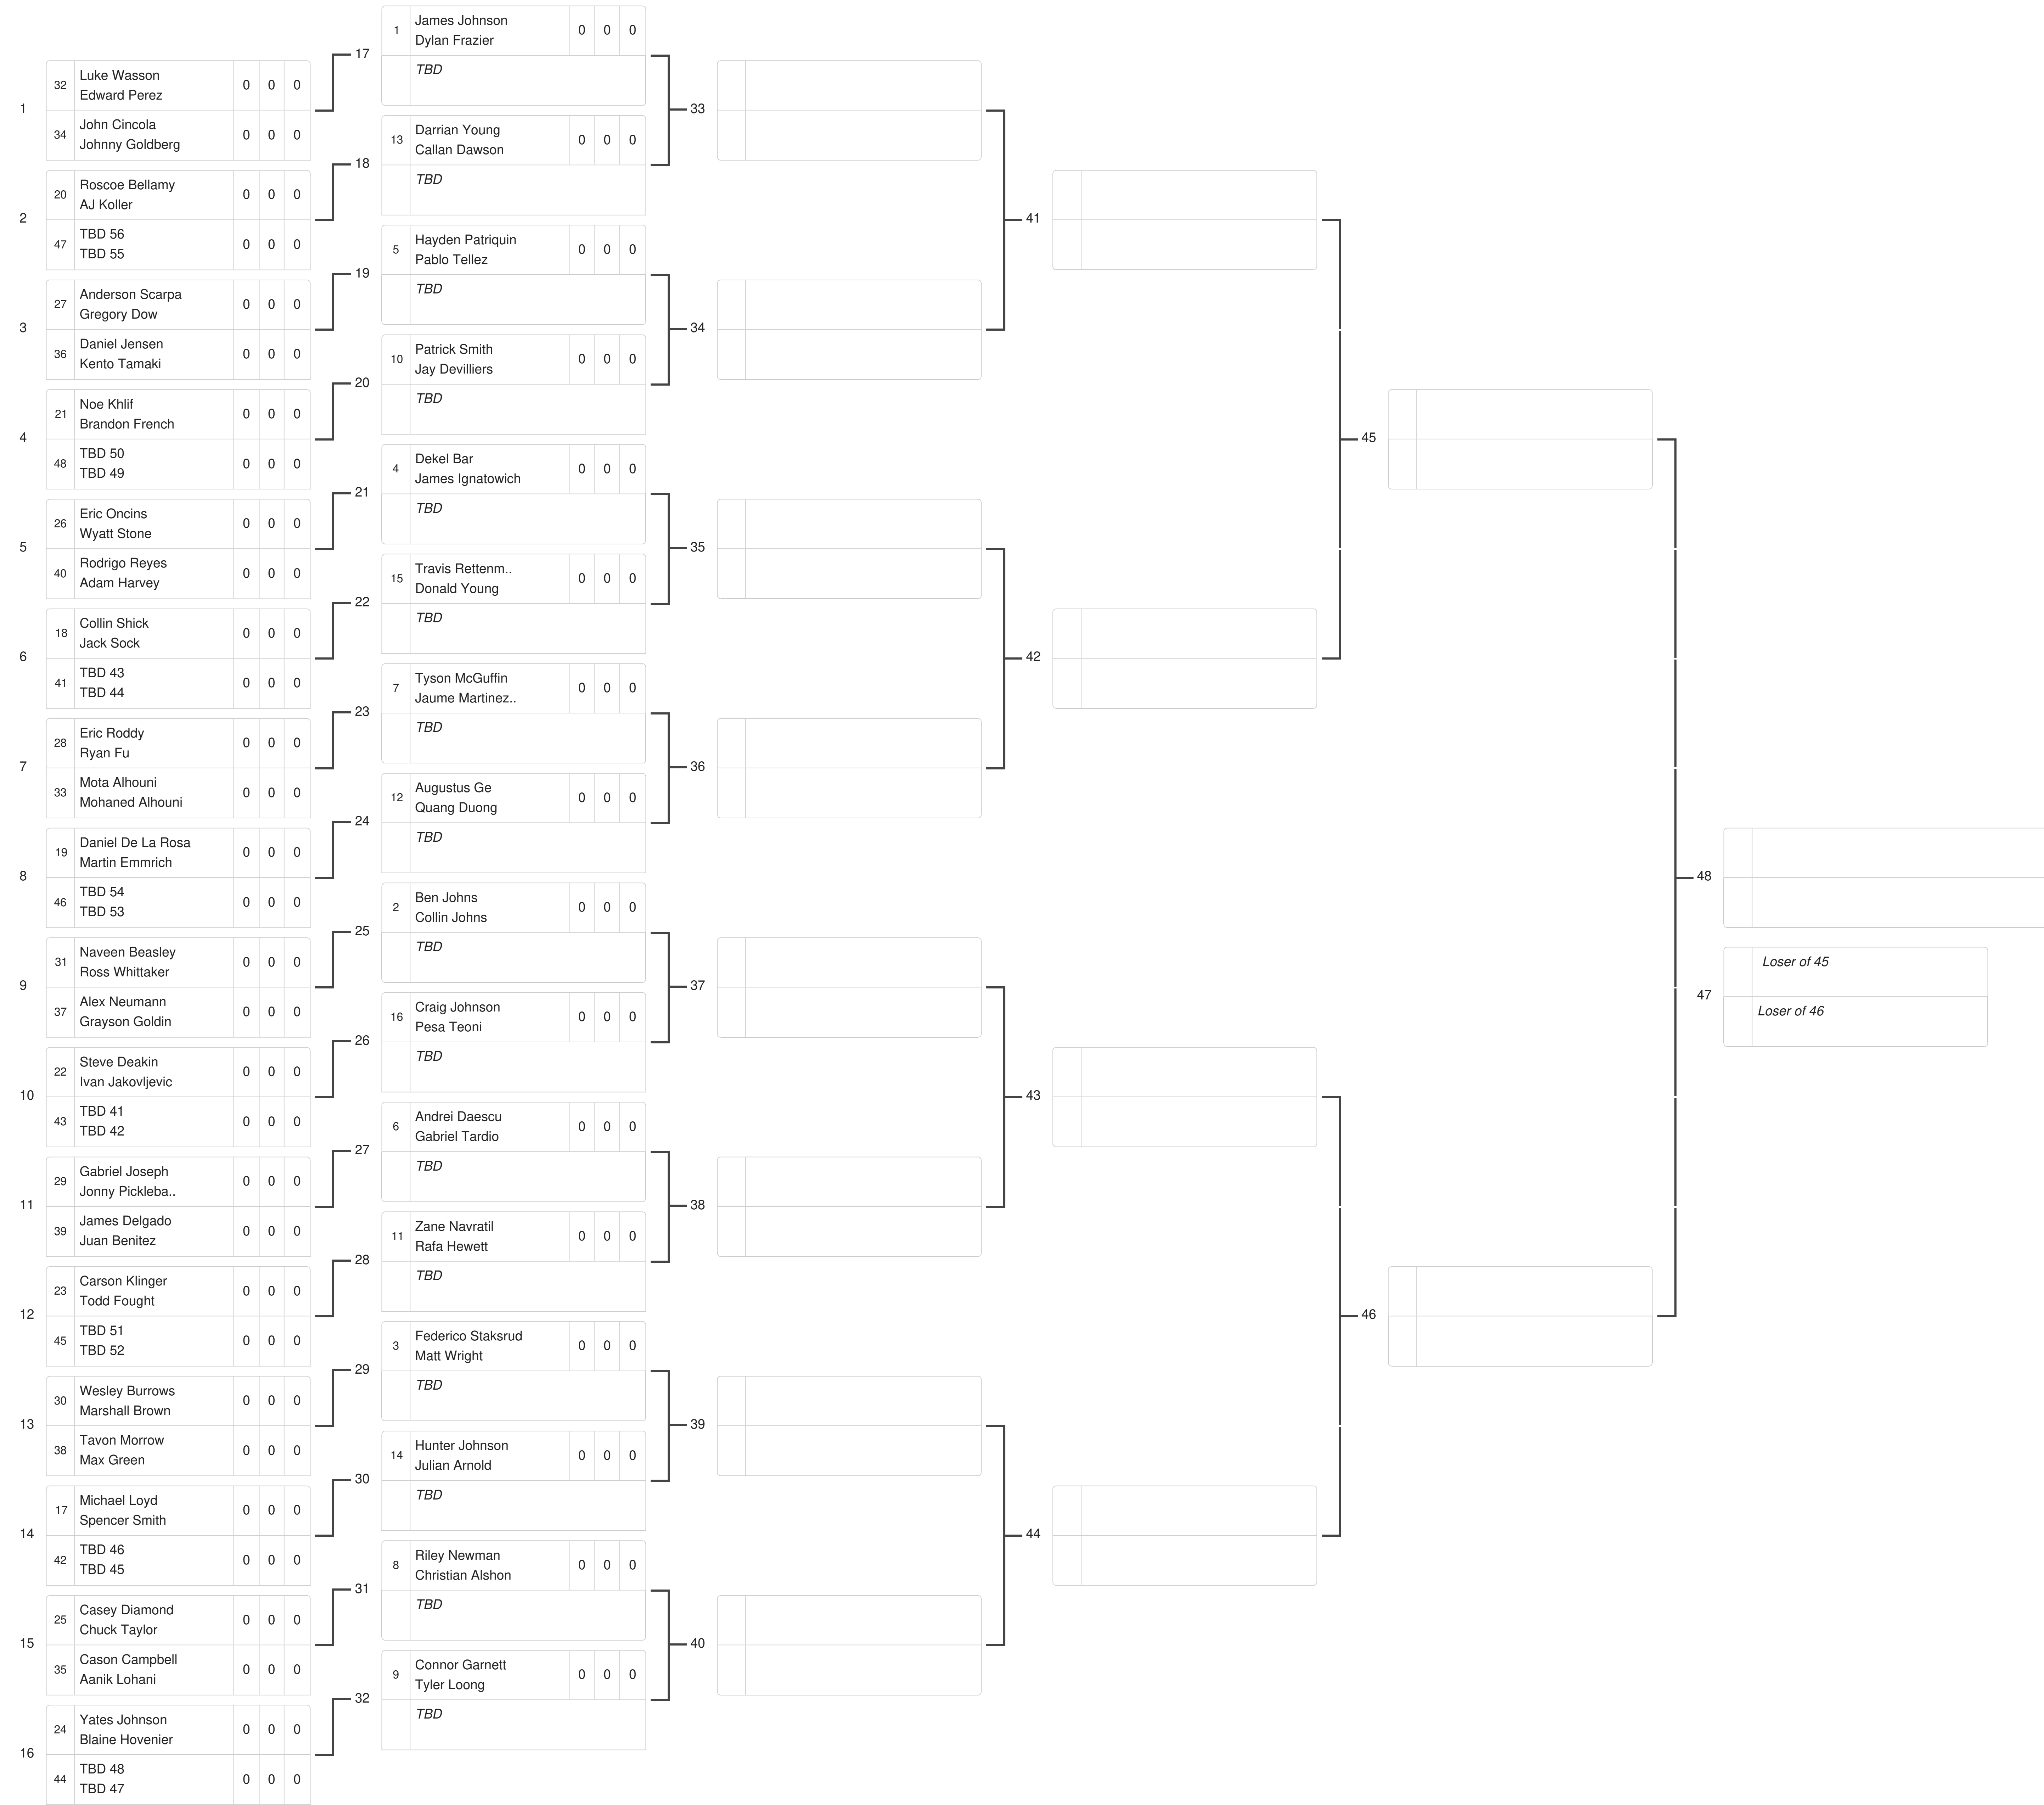 1
32
Luke Wasson
Edward Perez
0 0 0
34
John Cincola
Johnny Goldberg
0 0 0
2
20
Roscoe Bellamy
AJ Koller
0 0 0
47
TBD 56
TBD 55
0 0 0
3
27
Anderson Scarpa
Gregory Dow
0 0 0
36
Daniel Jensen
Kento Tamaki
0 0 0
4
21
Noe Khlif
Brandon French
0 0 0
48
TBD 50
TBD 49
0 0 0
5
26
Eric Oncins
Wyatt Stone
0 0 0
40
Rodrigo Reyes
Adam Harvey
0 0 0
6
18
Collin Shick
Jack Sock
0 0 0
41
TBD 43
TBD 44
0 0 0
7
28
Eric Roddy
Ryan Fu
0 0 0
33
Mota Alhouni
Mohaned Alhouni
0 0 0
8
19
Daniel De La Rosa
Martin Emmrich
0 0 0
46
TBD 54
TBD 53
0 0 0
9
31
Naveen Beasley
Ross Whittaker
0 0 0
37
Alex Neumann
Grayson Goldin
0 0 0
10
22
Steve Deakin
Ivan Jakovljevic
0 0 0
43
TBD 41
TBD 42
0 0 0
11
29
Gabriel Joseph
Jonny Pickleba..
0 0 0
39
James Delgado
Juan Benitez
0 0 0
12
23
Carson Klinger
Todd Fought
0 0 0
45
TBD 51
TBD 52
0 0 0
13
30
Wesley Burrows
Marshall Brown
0 0 0
38
Tavon Morrow
Max Green
0 0 0
14
17
Michael Loyd
Spencer Smith
0 0 0
42
TBD 46
TBD 45
0 0 0
15
25
Casey Diamond
Chuck Taylor
0 0 0
35
Cason Campbell
Aanik Lohani
0 0 0
16
24
Yates Johnson
Blaine Hovenier
0 0 0
44
TBD 48
TBD 47
0 0 0
17
1
James Johnson
Dylan Frazier
0 0 0
TBD
18
13
Darrian Young
Callan Dawson
0 0 0
TBD
19
5
Hayden Patriquin
Pablo Tellez
0 0 0
TBD
20
10
Patrick Smith
Jay Devilliers
0 0 0
TBD
21
4
Dekel Bar
James Ignatowich
0 0 0
TBD
22
15
Travis Rettenm..
Donald Young
0 0 0
TBD
23
7
Tyson McGuffin
Jaume Martinez..
0 0 0
TBD
24
12
Augustus Ge
Quang Duong
0 0 0
TBD
25
2
Ben Johns
Collin Johns
0 0 0
TBD
26
16
Craig Johnson
Pesa Teoni
0 0 0
TBD
27
6
Andrei Daescu
Gabriel Tardio
0 0 0
TBD
28
11
Zane Navratil
Rafa Hewett
0 0 0
TBD
29
3
Federico Staksrud
Matt Wright
0 0 0
TBD
30
14
Hunter Johnson
Julian Arnold
0 0 0
TBD
31
8
Riley Newman
Christian Alshon
0 0 0
TBD
32
9
Connor Garnett
Tyler Loong
0 0 0
TBD
33
34
35
36
37
38
39
40
41
42
43
44
45
46
48
47
Loser of 45
Loser of 46